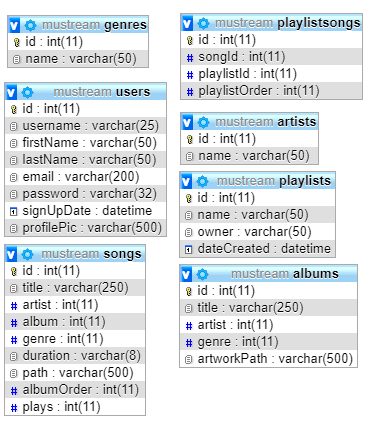 mustream genres
id : int(11)
name : varchar(50)
mustream users
id : int(11)
username : varchar(25)
firstName : varchar(50)
lastName : varchar(50)
email : varchar(200)
password : varchar(32)
signUpDate : datetime
profilePic : varchar(500)
mustream songs
id : int(11)
title : varchar(250)
# artist : int(11)
# album : int(11)
# genre : int(11)
duration : varchar(8)
path : varchar(500)
# albumOrder : int(11)
# plays : int(11)
mustream playlistsongs
id : int(11)
# songId : int(11)
# playlistId : int(11)
# playlistOrder : int(11)
mustream artists
id : int(11)
name : varchar(50)
mustream playlists
id : int(11)
name : varchar(50)
owner : varchar(50)
dateCreated : datetime
mustream albums
id : int(11)
title : varchar(250)
# artist : int(11)
# genre : int(11)
artworkPath : varchar(500)